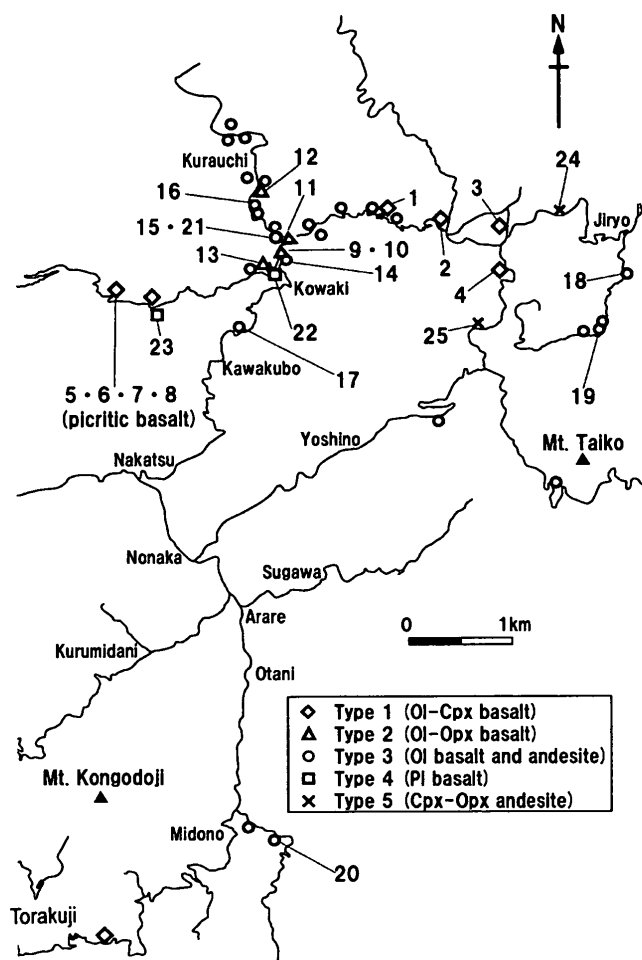 N
24
Kurauchi
12
3
16
11
1
Jiryo
15・21
9・10
2
18
13
14
Kowaki
4
22
25
23
17
19
Kawakubo
5・6・7・8
(picritic basalt)
Yoshino
Mt. Taiko
Nakatsu
Nonaka
Sugawa
Arare
0 1km
Kurumidani
Otani
Type 1 (Ol-Cpx basalt)
Type 2 (Ol-Opx basalt)
Type 3 (Ol basalt and andesite)
Type 4 (Pl basalt)
Type 5 (Cpx-Opx andesite)
Mt. Kongodoji
Midono
20
Torakuji